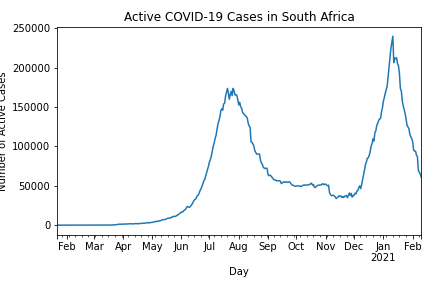 Active COVID-19 Cases in South Africa
Number of Active Cases
250000
200000
150000
100000
50000
0
Feb Mar Apr May Jun Jul Aug Sep Oct Nov Dec Jan Feb
2021
Day